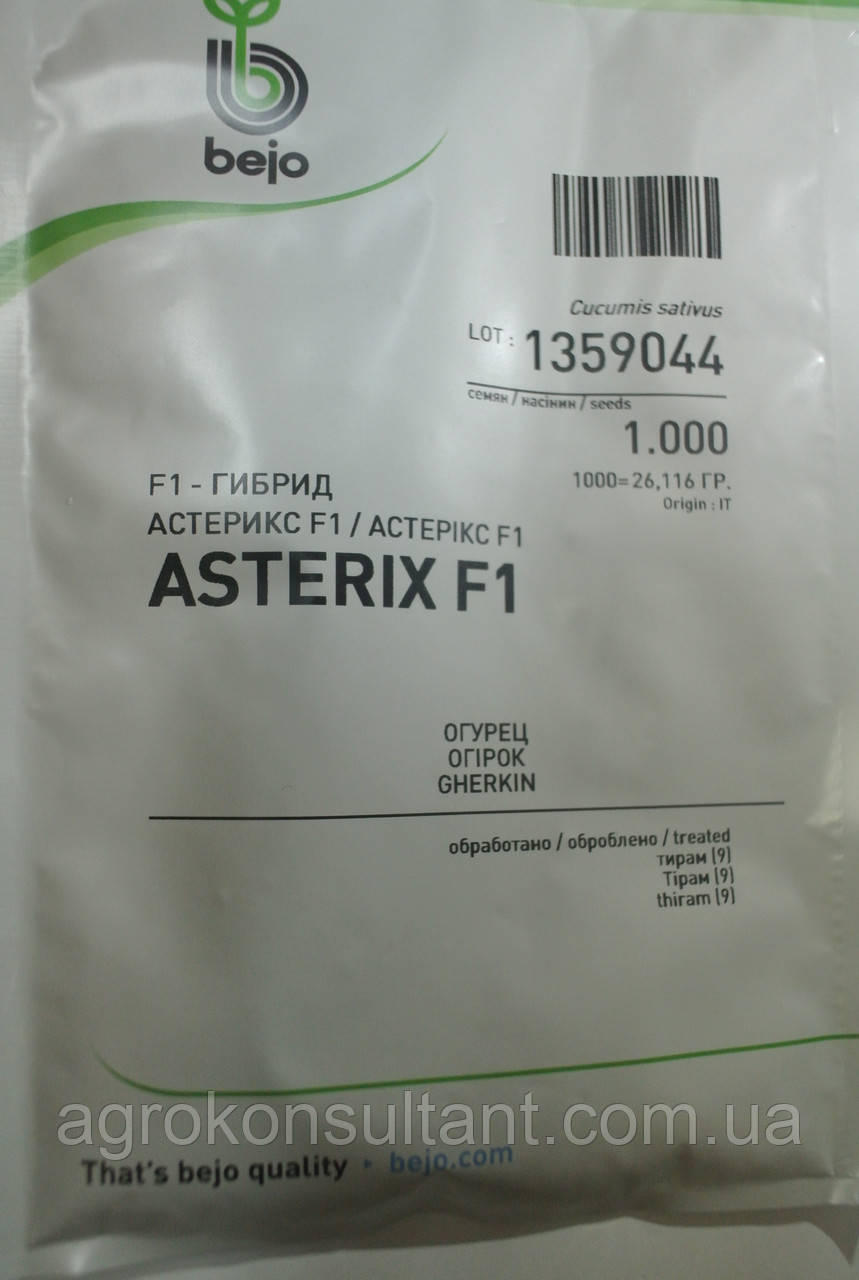 bejo
Cucumis sativus
LOT : 1359044
семян / насінин / seeds
1.000
1000=26,116 ГР.
Origin : IT
F1 - ГИБРИД
АСТЕРИКС F1 / АСТЕРІКС F1
ASTERIX F1
ОГУРЕЦ
ОГІРОК
GHERKIN
обработано / оброблено / treated
тирам (9)
Тірам (9)
thiram (9)
agrokonsultant.com.ua
That's bejo quality • bejo.com